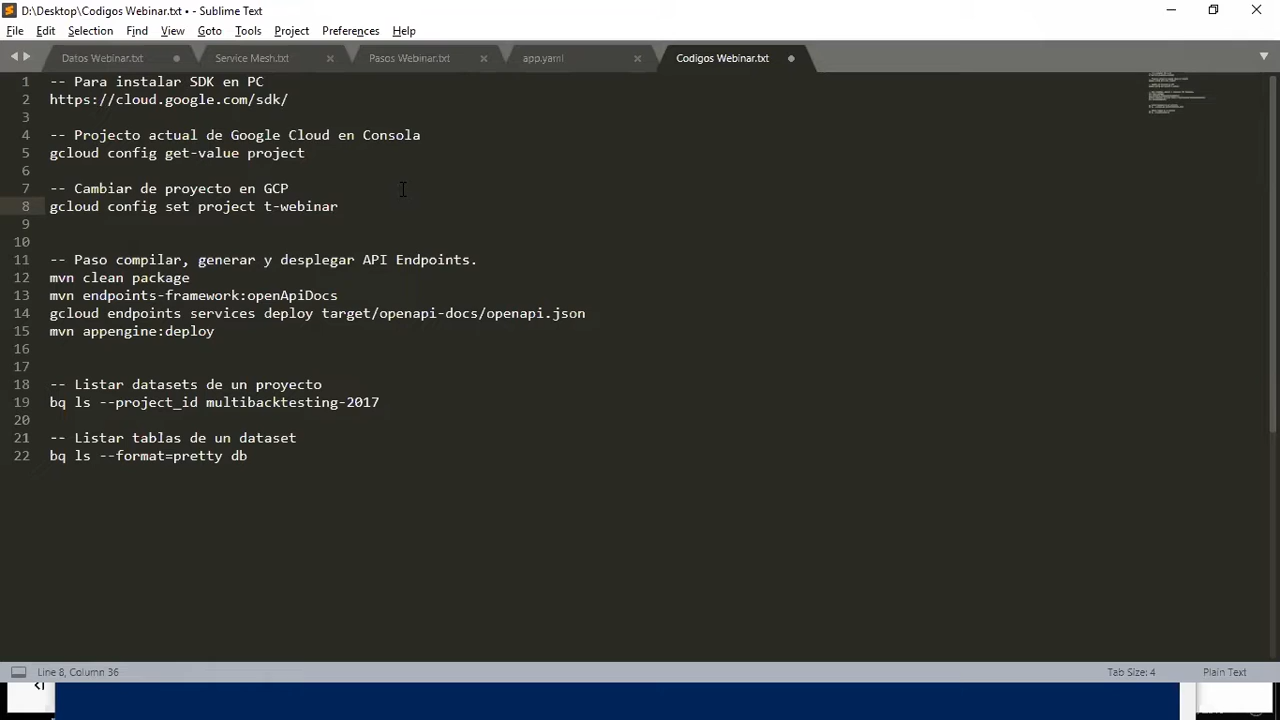 D:\Desktop\Codigos Webinar.txt • - Sublime Text
File Edit Selection Find View Goto Tools Project Preferences Help
Datos Webinar.txt Service Mesh.txt Pasos Webinar.txt app.yaml Codigos Webinar.txt
1 -- Para instalar SDK en PC
2 https://cloud.google.com/sdk/
3
4 -- Projecto actual de Google Cloud en Consola
5 gcloud config get-value project
6
7 -- Cambiar de proyecto en GCP
8 gcloud config set project t-webinar
9
10
11 -- Paso compilar, generar y desplegar API Endpoints.
12 mvn clean package
13 mvn endpoints-framework:openApiDocs
14 gcloud endpoints services deploy target/openapi-docs/openapi.json
15 mvn appengine:deploy
16
17
18 -- Listar datasets de un proyecto
19 bq ls --project_id multibacktesting-2017
20
21 -- Listar tablas de un dataset
22 bq ls --format=pretty db
Line 8, Column 36 Tab Size: 4 Plain Text